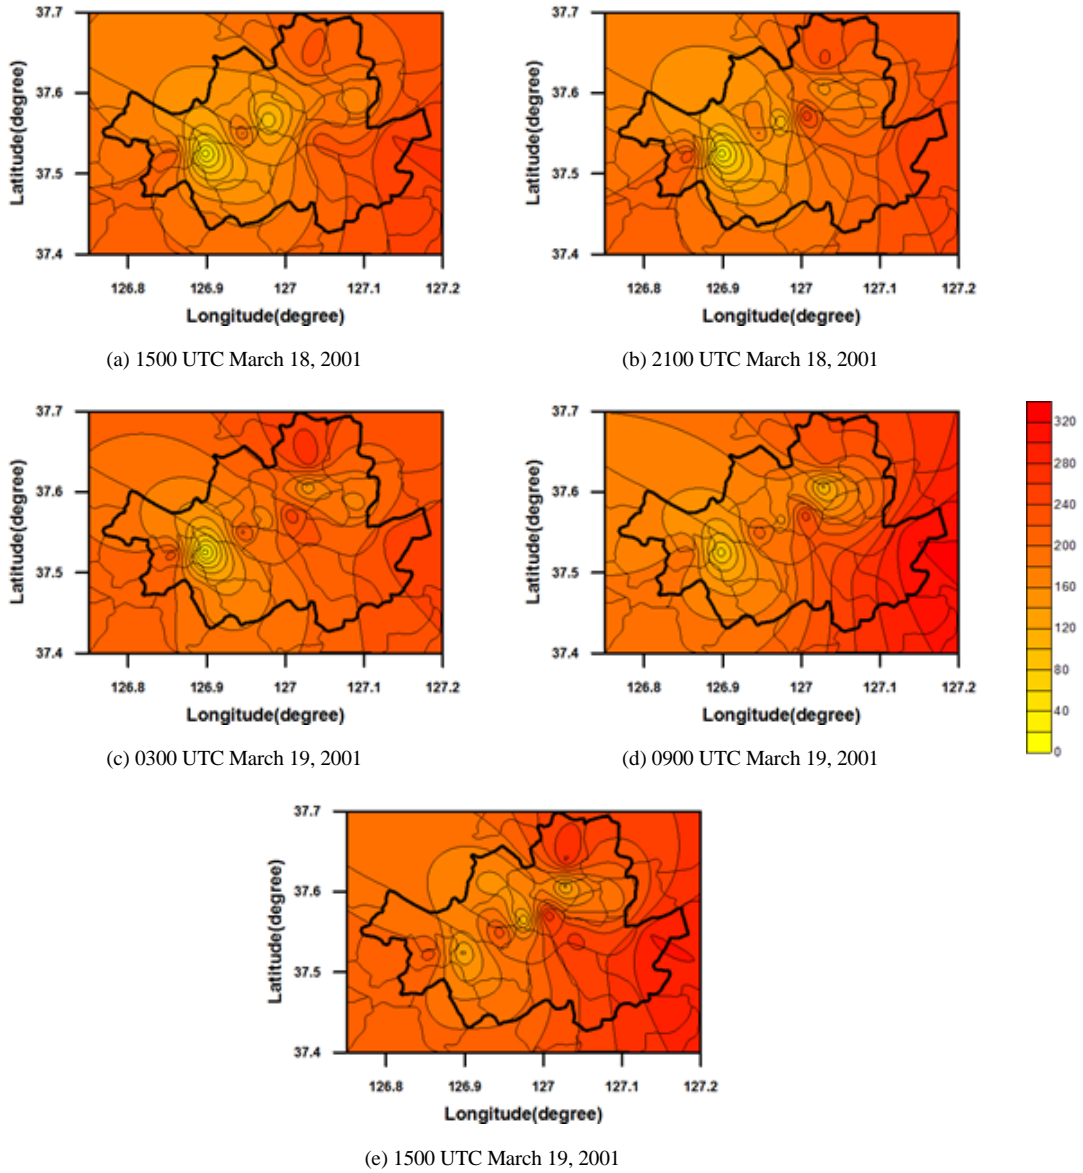 37.7
37.6
37.5
37.4
Latitude(degree)
126.8 126.9 127 127.1 127.2
Longitude(degree)
(a) 1500 UTC March 18, 2001
37.7
37.6
37.5
37.4
Latitude(degree)
126.8 126.9 127 127.1 127.2
Longitude(degree)
(b) 2100 UTC March 18, 2001
37.7
37.6
37.5
37.4
Latitude(degree)
126.8 126.9 127 127.1 127.2
Longitude(degree)
(c) 0300 UTC March 19, 2001
37.7
37.6
37.5
37.4
Latitude(degree)
126.8 126.9 127 127.1 127.2
Longitude(degree)
(d) 0900 UTC March 19, 2001
320
280
240
200
160
120
80
40
0
37.7
37.6
37.5
37.4
Latitude(degree)
126.8 126.9 127 127.1 127.2
Longitude(degree)
(e) 1500 UTC March 19, 2001